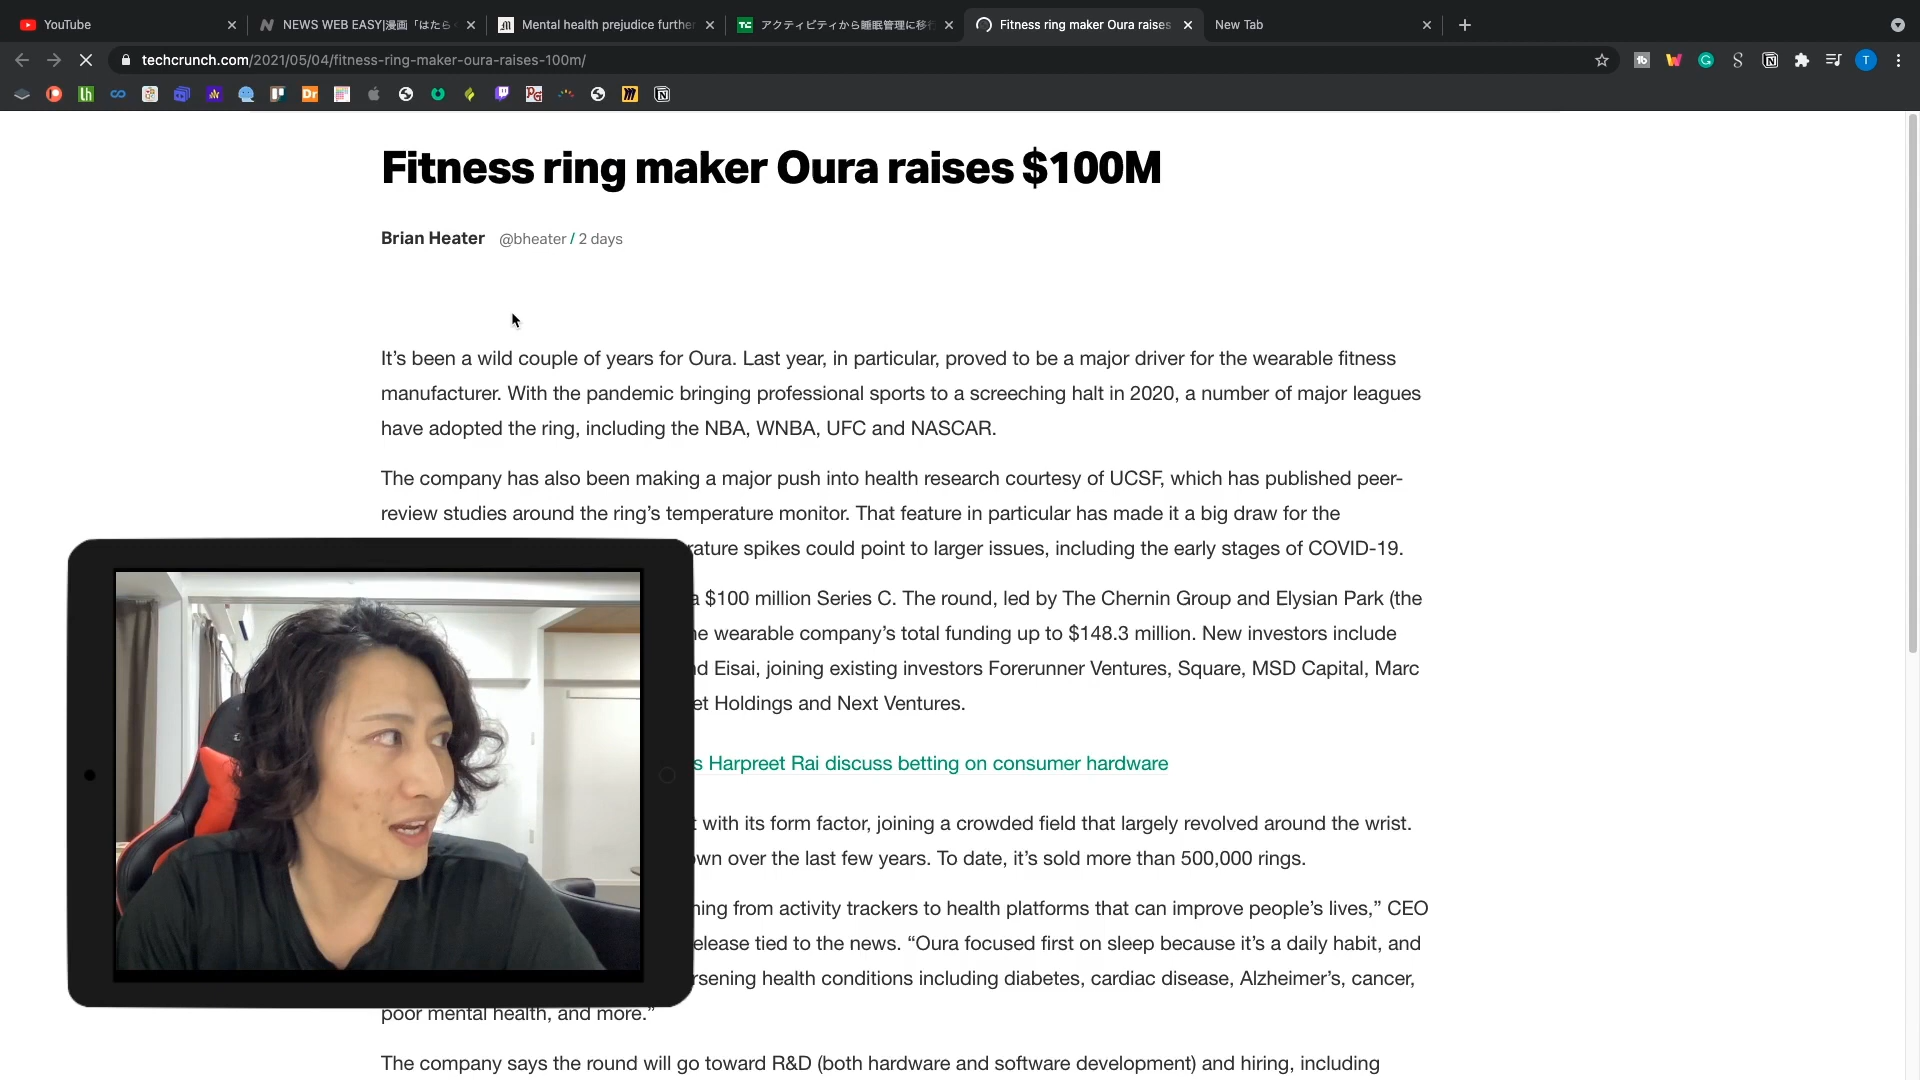 YouTube
NEWS WEB EASY|漫画「はたら
Mental health prejudice further
アクティビティから睡眠管理に移行
Fitness ring maker Oura raises
New Tab
techcrunch.com/2021/05/04/fitness-ring-maker-oura-raises-100m/
Fitness ring maker Oura raises $100M
Brian Heater @bheater / 2 days
It’s been a wild couple of years for Oura. Last year, in particular, proved to be a major driver for the wearable fitness
manufacturer. With the pandemic bringing professional sports to a screeching halt in 2020, a number of major leagues
have adopted the ring, including the NBA, WNBA, UFC and NASCAR.
The company has also been making a major push into health research courtesy of UCSF, which has published peer-
review studies around the ring’s temperature monitor. That feature in particular has made it a big draw for the
rature spikes could point to larger issues, including the early stages of COVID-19.
a $100 million Series C. The round, led by The Chernin Group and Elysian Park (the
he wearable company’s total funding up to $148.3 million. New investors include
nd Eisai, joining existing investors Forerunner Ventures, Square, MSD Capital, Marc
et Holdings and Next Ventures.
s Harpreet Rai discuss betting on consumer hardware
t with its form factor, joining a crowded field that largely revolved around the wrist.
own over the last few years. To date, it’s sold more than 500,000 rings.
ning from activity trackers to health platforms that can improve people’s lives,” CEO
elease tied to the news. “Oura focused first on sleep because it’s a daily habit, and
rsening health conditions including diabetes, cardiac disease, Alzheimer’s, cancer,
poor mental health, and more.”
The company says the round will go toward R&D (both hardware and software development) and hiring, including